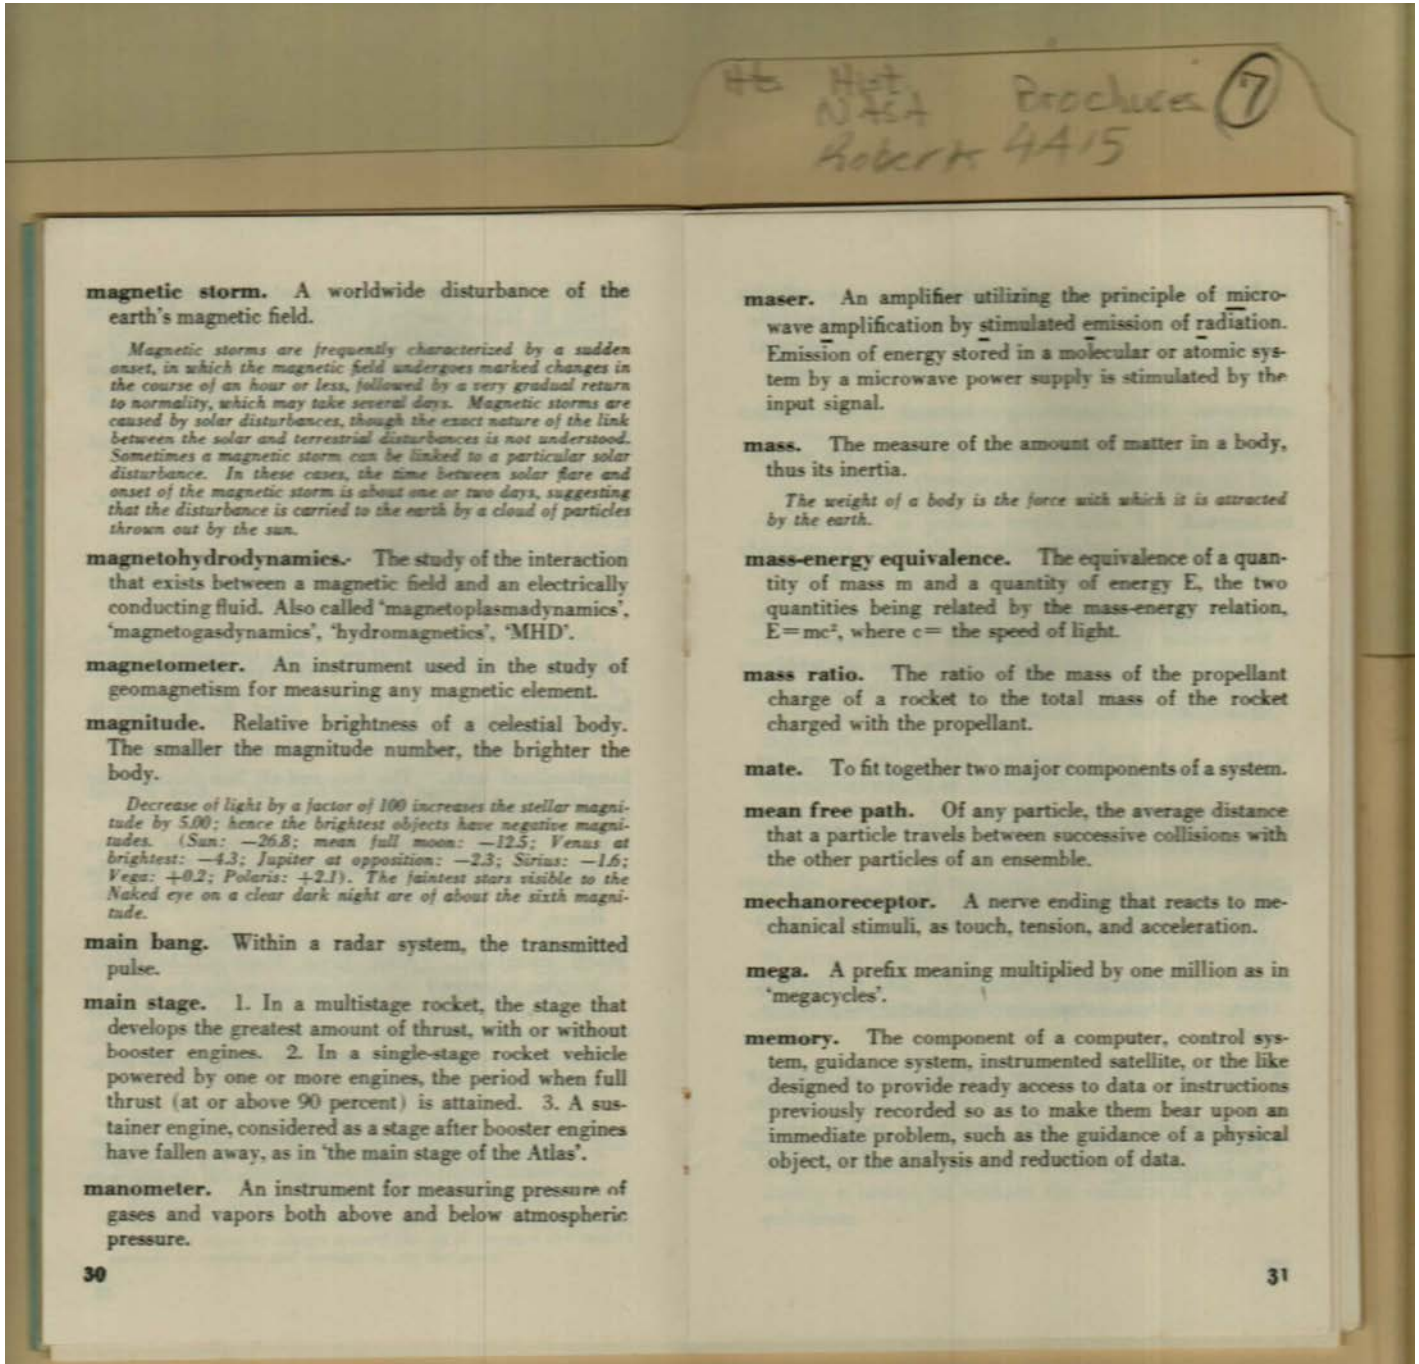 Hist.
NASA Brochures 7
Roberts 4A15
magnetic storm. A worldwide disturbance of the
earth's magnetic field.
Magnetic storms are frequently characterized by a sudden
onset, in which the magnetic field undergoes marked changes in
the course of an hour or less, followed by a very gradual return
to normality, which may take several days. Magnetic storms are
caused by solar disturbances, though the exact nature of the link
between the solar and terrestrial disturbances is not understood.
Sometimes a magnetic storm can be linked to a particular solar
disturbance. In these cases, the time between solar flare and
onset of the magnetic storm is about one or two days, suggesting
that the disturbance is carried to the earth by a cloud of particles
thrown out by the sun.
magnetohydrodynamics. The study of the interaction
that exists between a magnetic field and an electrically
conducting fluid. Also called 'magnetoplasmadynamics',
'magnetogasdynamics', 'hydromagnetics', 'MHD'.
magnetometer. An instrument used in the study of
geomagnetism for measuring any magnetic element.
magnitude. Relative brightness of a celestial body.
The smaller the magnitude number, the brighter the
body.
Decrease of light by a factor of 100 increases the stellar magni-
tude by 5.00; hence the brightest objects have negative magni-
tudes. (Sun: —26.8; mean full moon: —12.5; Venus at
brightest: —4.3; Jupiter at opposition: —2.3; Sirius: —1.6;
Vega: +0.2; Polaris: +2.1). The faintest stars visible to the
Naked eye on a clear dark night are of about the sixth magni-
tude.
main bang. Within a radar system, the transmitted
pulse.
main stage. 1. In a multistage rocket, the stage that
develops the greatest amount of thrust, with or without
booster engines. 2. In a single-stage rocket vehicle
powered by one or more engines, the period when full
thrust (at or above 90 percent) is attained. 3. A sus-
tainer engine, considered as a stage after booster engines
have fallen away, as in 'the main stage of the Atlas'.
manometer. An instrument for measuring pressure of
gases and vapors both above and below atmospheric
pressure.
30
maser. An amplifier utilizing the principle of micro-
wave amplification by stimulated emission of radiation.
Emission of energy stored in a molecular or atomic sys-
tem by a microwave power supply is stimulated by the
input signal.
mass. The measure of the amount of matter in a body,
thus its inertia.
The weight of a body is the force with which it is attracted
by the earth.
mass-energy equivalence. The equivalence of a quan-
tity of mass m and a quantity of energy E, the two
quantities being related by the mass-energy relation,
E=mc², where c= the speed of light.
mass ratio. The ratio of the mass of the propellant
charge of a rocket to the total mass of the rocket
charged with the propellant.
mate. To fit together two major components of a system.
mean free path. Of any particle, the average distance
that a particle travels between successive collisions with
the other particles of an ensemble.
mechanoreceptor. A nerve ending that reacts to me-
chanical stimuli, as touch, tension, and acceleration.
mega. A prefix meaning multiplied by one million as in
'megacycles'.
memory. The component of a computer, control sys-
tem, guidance system, instrumented satellite, or the like
designed to provide ready access to data or instructions
previously recorded so as to make them bear upon an
immediate problem, such as the guidance of a physical
object, or the analysis and reduction of data.
31